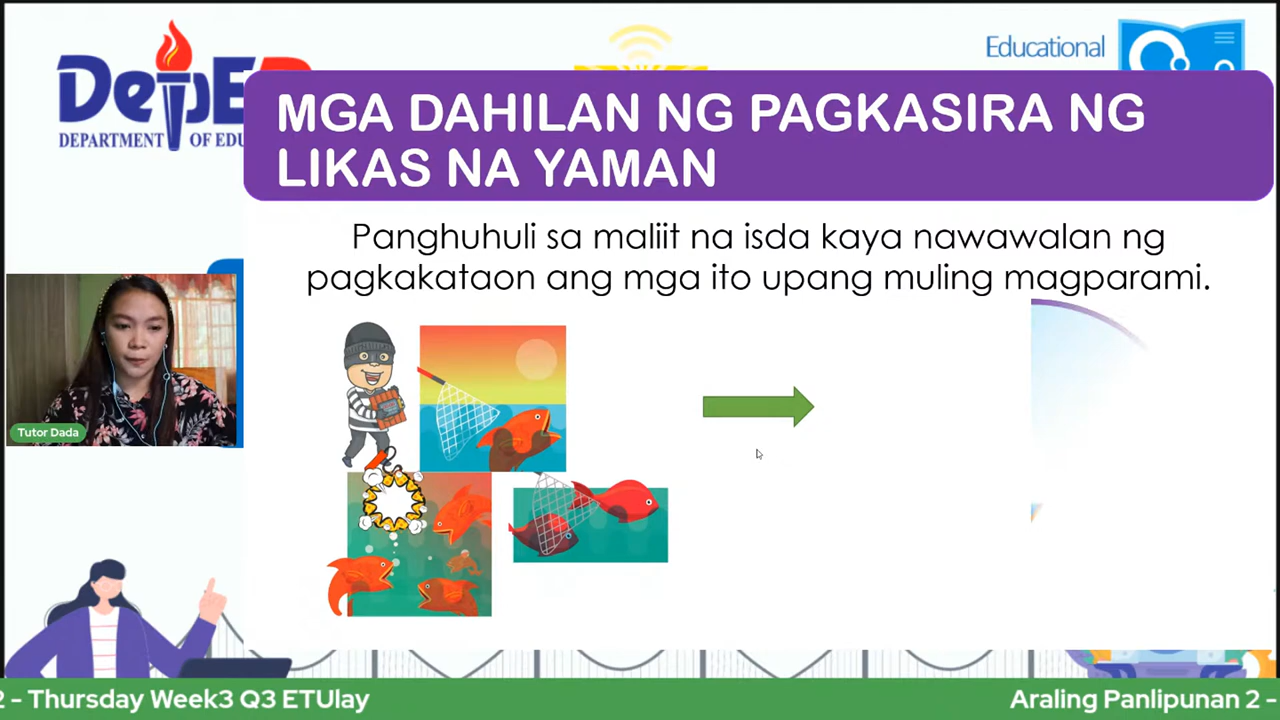 DepED
DEPARTMENT OF EDU
Educational
MGA DAHILAN NG PAGKASIRA NG
LIKAS NA YAMAN
Panghuhuli sa maliit na isda kaya nawawalan ng
pagkakataon ang mga ito upang muling magparami.
Tutor Dada
2 – Thursday Week3 Q3 ETUlay
Araling Panlipunan 2 -